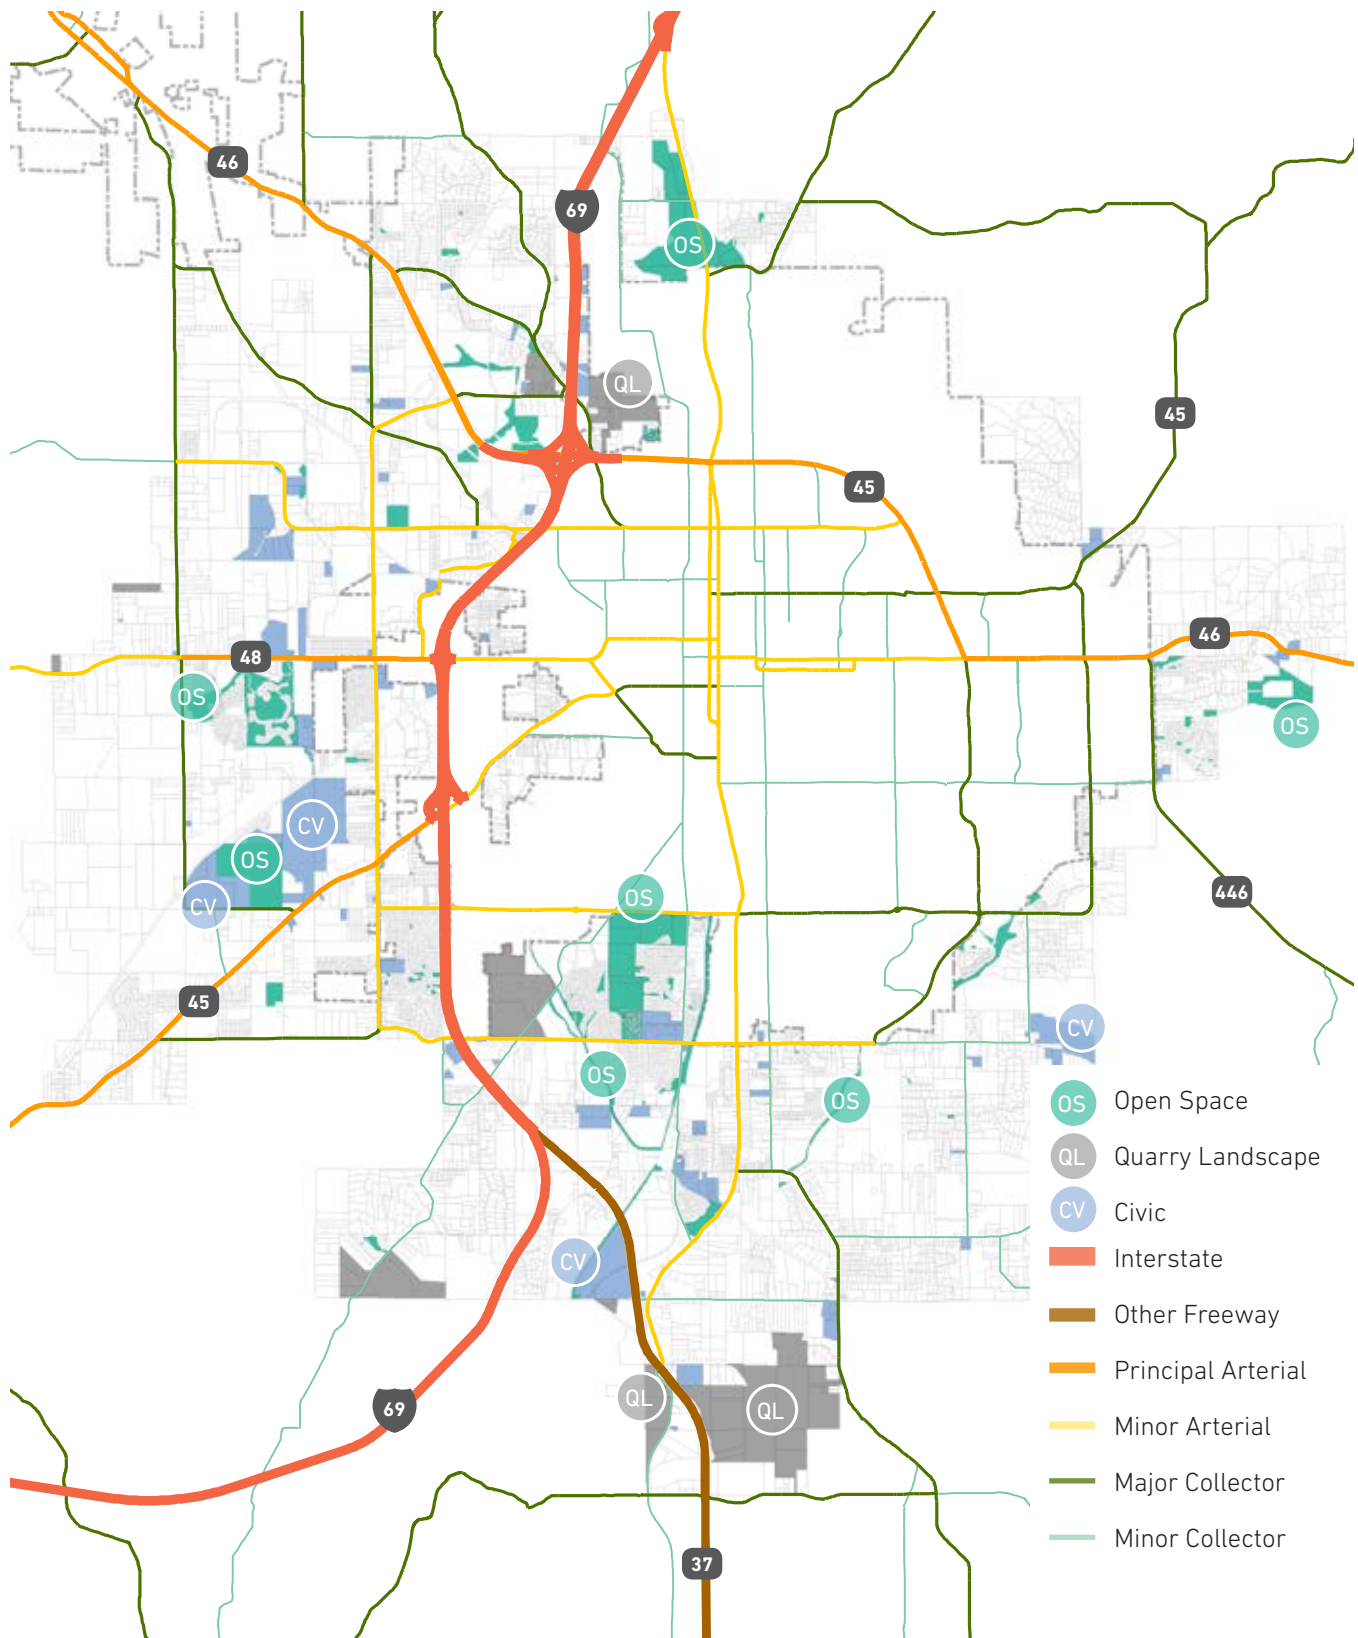 46
69
OS
QL
45
45
46
48
OS
OS
CV
OS
CV
OS
446
45
CV
OS
OS
CV
QL
QL
69
37
OS Open Space
QL Quarry Landscape
CV Civic
Interstate
Other Freeway
Principal Arterial
Minor Arterial
Major Collector
Minor Collector